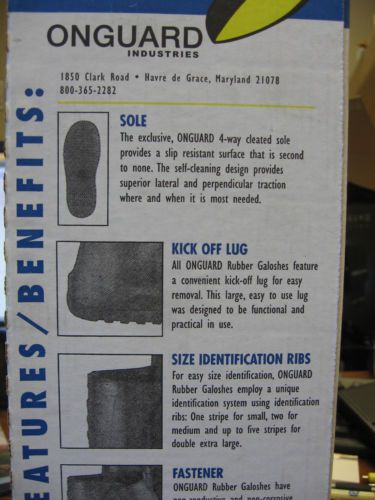 ONGUARD
INDUSTRIES
1850 Clark Road • Havre de Grace, Maryland 21078
800-365-2282
EATURES/BENEFITS:
SOLE
The exclusive, ONGUARD 4-way cleated sole
provides a slip resistant surface that is second
to none. The self-cleaning design provides
superior lateral and perpendicular traction
where and when it is most needed.
KICK OFF LUG
All ONGUARD Rubber Galoshes feature
a convenient kick-off lug for easy
removal. This large, easy to use lug
was designed to be functional and
practical in use.
SIZE IDENTIFICATION RIBS
For easy size identification, ONGUARD
Rubber Galoshes employ a unique
identification system using identification
ribs: One stripe for small, two for
medium and up to five stripes for
double extra large.
FASTENER
ONGUARD Rubber Galoshes have
non-conductive and non-corrosive